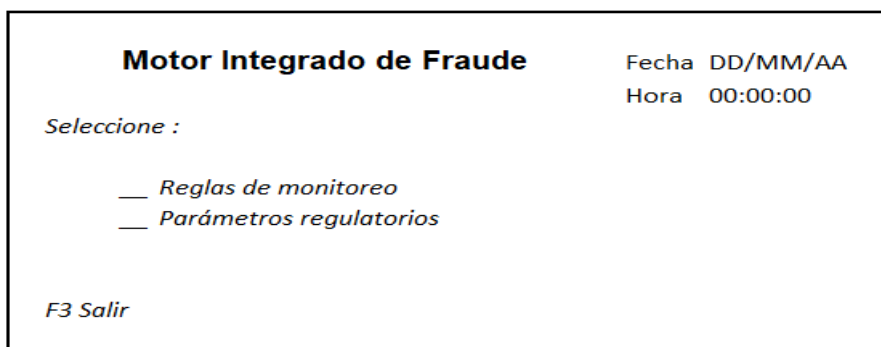 Motor Integrado de Fraude Fecha DD/MM/AA
Hora 00:00:00
Seleccione :
__ Reglas de monitoreo
__ Parámetros regulatorios
F3 Salir